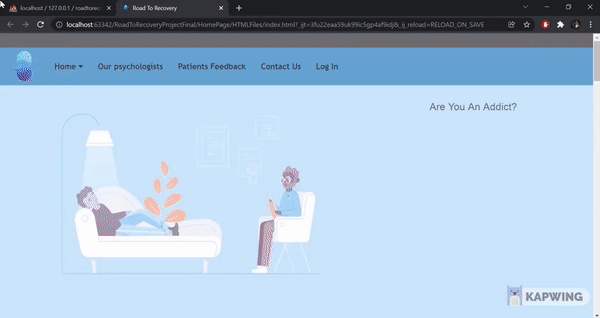 localhost / 127.0.0.1 / roadtorec
Road To Recovery
localhost:63342/RoadToRecoveryProjectFinal/HomePage/HTMLFiles/index.html?_ijt=3fu22eaa59uk99ic5gp4af9idj&_ij_reload=RELOAD_ON_SAVE
Home
Our psychologists
Patients Feedback
Contact Us
Log in
Are You An Addict?
KAPWING